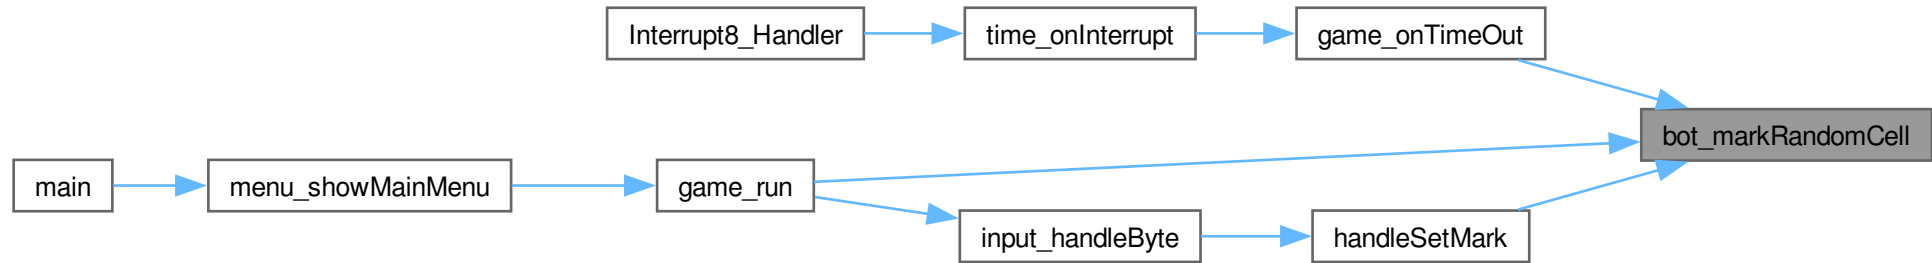 Interrupt8_Handler
time_onInterrupt
game_onTimeOut
bot_markRandomCell
main
menu_showMainMenu
game_run
input_handleByte
handleSetMark